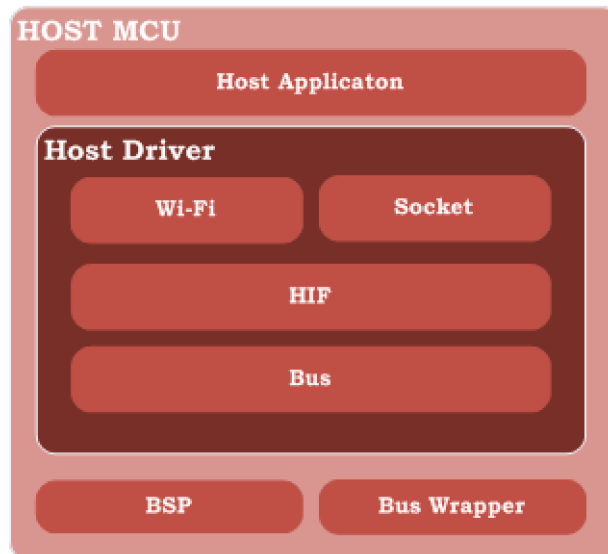 HOST MCU
Host Applicaton
Host Driver
Wi-Fi
Socket
HIF
Bus
BSP
Bus Wrapper